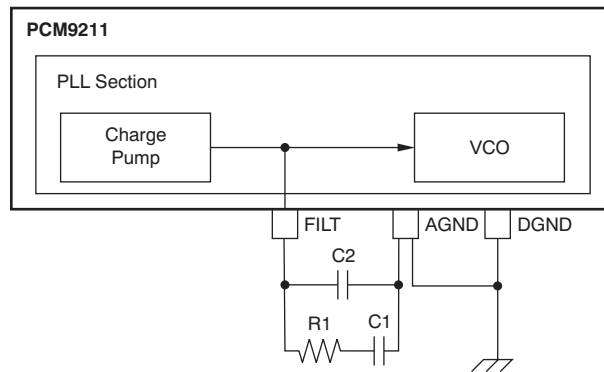 PCM9211
PLL Section
Charge
Pump
VCO
FILT
AGND
DGND
C2
R1
C1